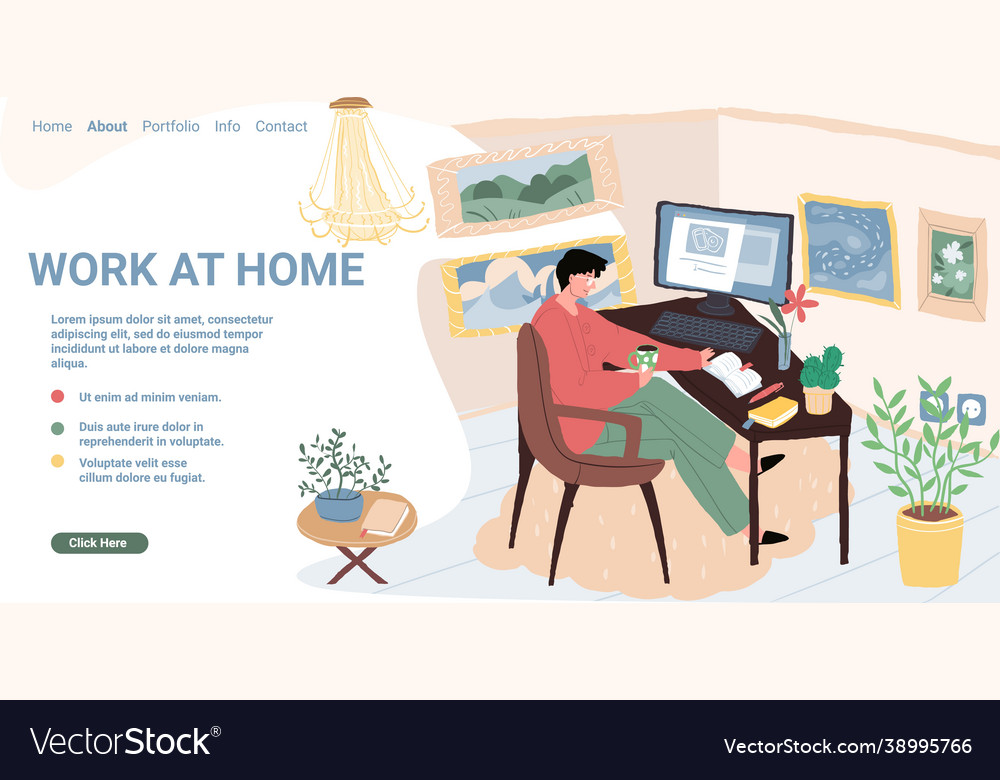 Home About Portfolio Info Contact
WORK AT HOME
Lorem ipsum dolor sit amet, consectetur
adipiscing elit, sed do eiusmod tempor
incididunt ut labore et dolore magna
aliqua.
Ut enim ad minim veniam.
Duis aute irure dolor in
reprehenderit in voluptate.
Voluptate velit esse
cillum dolore eu fugiat.
Click Here
VectorStock®
VectorStock.com/38995766